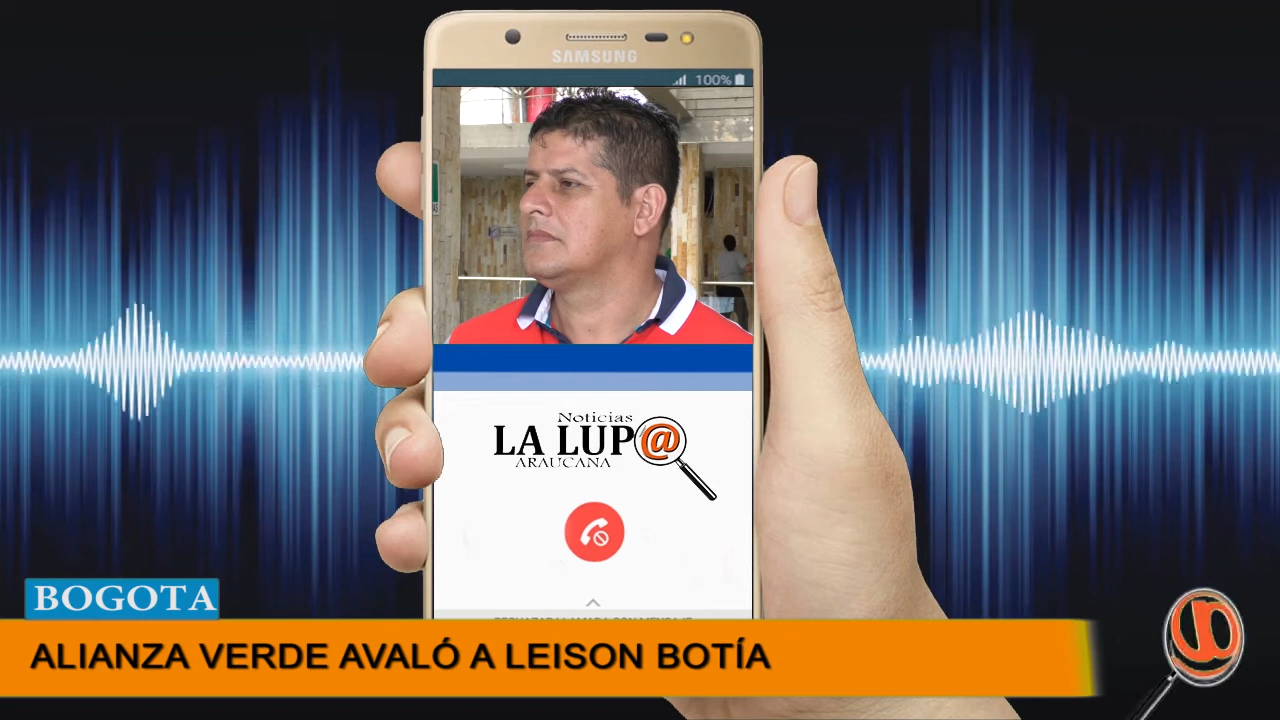 SAMSUNG
100%
Noticias
LA LUP@
ARAUCANA
BOGOTA
ALIANZA VERDE AVALÓ A LEISON BOTÍA